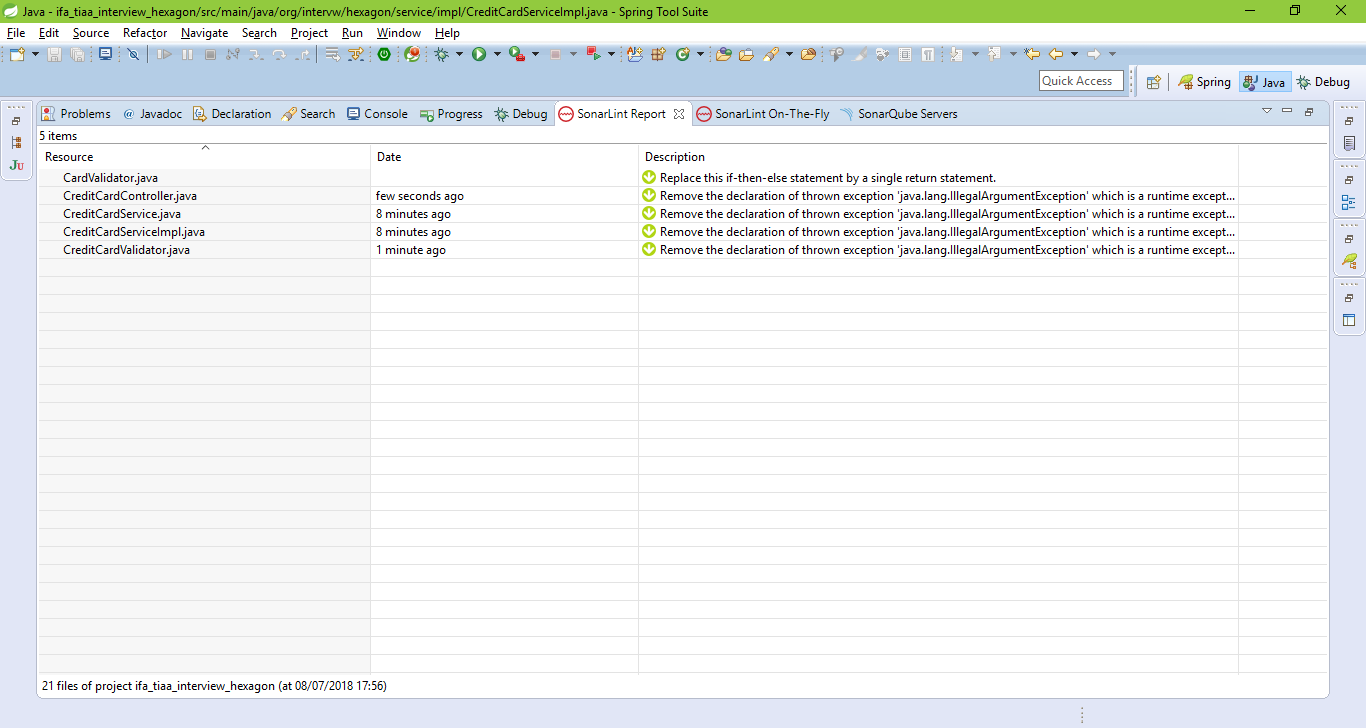 Java - ifa_tiaa_interview_hexagon/src/main/java/org/intervw/hexagon/service/impl/CreditCardServiceImpl.java - Spring Tool Suite
File Edit Source Refactor Navigate Search Project Run Window Help
Quick Access Spring Java Debug
Problems @ Javadoc Declaration Search Console Progress Debug SonarLint Report SonarLint On-The-Fly SonarQube Servers
5 items
Resource Date Description
CardValidator.java Replace this if-then-else statement by a single return statement.
CreditCardController.java few seconds ago Remove the declaration of thrown exception 'java.lang.IllegalArgumentException' which is a runtime except...
CreditCardService.java 8 minutes ago Remove the declaration of thrown exception 'java.lang.IllegalArgumentException' which is a runtime except...
CreditCardServiceImpl.java 8 minutes ago Remove the declaration of thrown exception 'java.lang.IllegalArgumentException' which is a runtime except...
CreditCardValidator.java 1 minute ago Remove the declaration of thrown exception 'java.lang.IllegalArgumentException' which is a runtime except...
21 files of project ifa_tiaa_interview_hexagon (at 08/07/2018 17:56)
JU